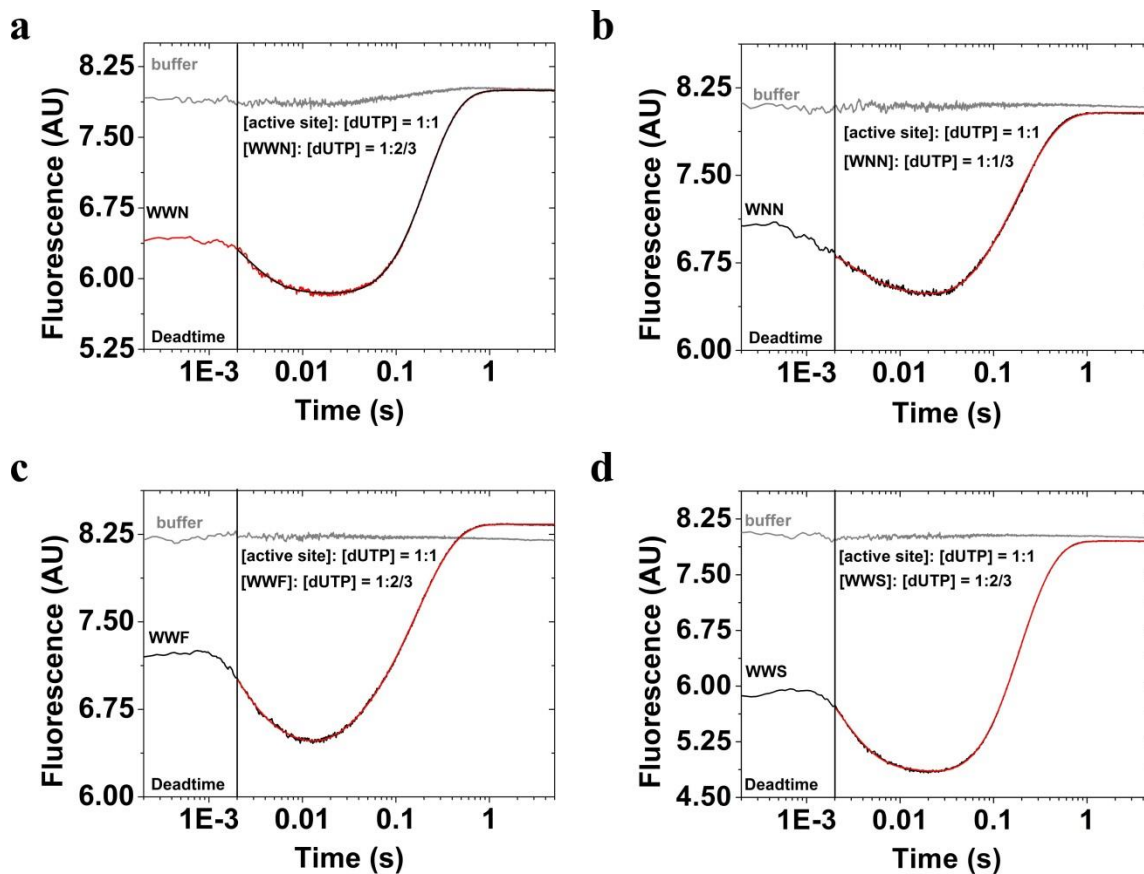 a
8.25
7.50
6.75
6.00
5.25
Fluorescence (AU)
buffer
[active site]: [dUTP] = 1:1
[WWN]: [dUTP] = 1:2/3
WWN
Deadtime
1E-3
0.01
0.1
1
Time (s)
b
8.25
7.50
6.75
6.00
Fluorescence (AU)
buffer
[active site]: [dUTP] = 1:1
[WNN]: [dUTP] = 1:1/3
WNN
Deadtime
1E-3
0.01
0.1
1
Time (s)
c
8.25
7.50
6.75
6.00
Fluorescence (AU)
buffer
[active site]: [dUTP] = 1:1
[WWF]: [dUTP] = 1:2/3
WWF
Deadtime
1E-3
0.01
0.1
1
Time (s)
d
8.25
7.50
6.75
6.00
5.25
4.50
Fluorescence (AU)
buffer
[active site]: [dUTP] = 1:1
[WWS]: [dUTP] = 1:2/3
WWS
Deadtime
1E-3
0.01
0.1
1
Time (s)